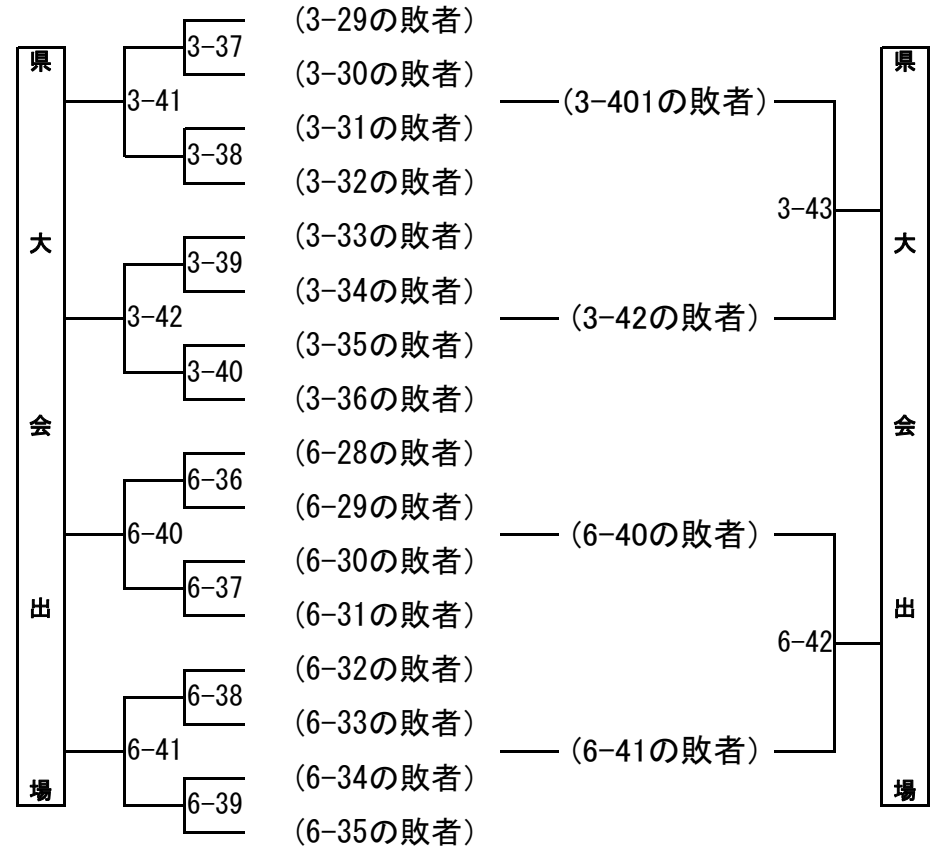 県大会出場
3-37
3-41
3-38
3-39
3-42
3-40
6-36
6-40
6-37
6-38
6-41
6-39
(3-29の敗者)
(3-30の敗者)
(3-31の敗者)
(3-32の敗者)
(3-33の敗者)
(3-34の敗者)
(3-35の敗者)
(3-36の敗者)
(6-28の敗者)
(6-29の敗者)
(6-30の敗者)
(6-31の敗者)
(6-32の敗者)
(6-33の敗者)
(6-34の敗者)
(6-35の敗者)
(3-401の敗者)
3-43
(3-42の敗者)
(6-40の敗者)
6-42
(6-41の敗者)
県大会出場